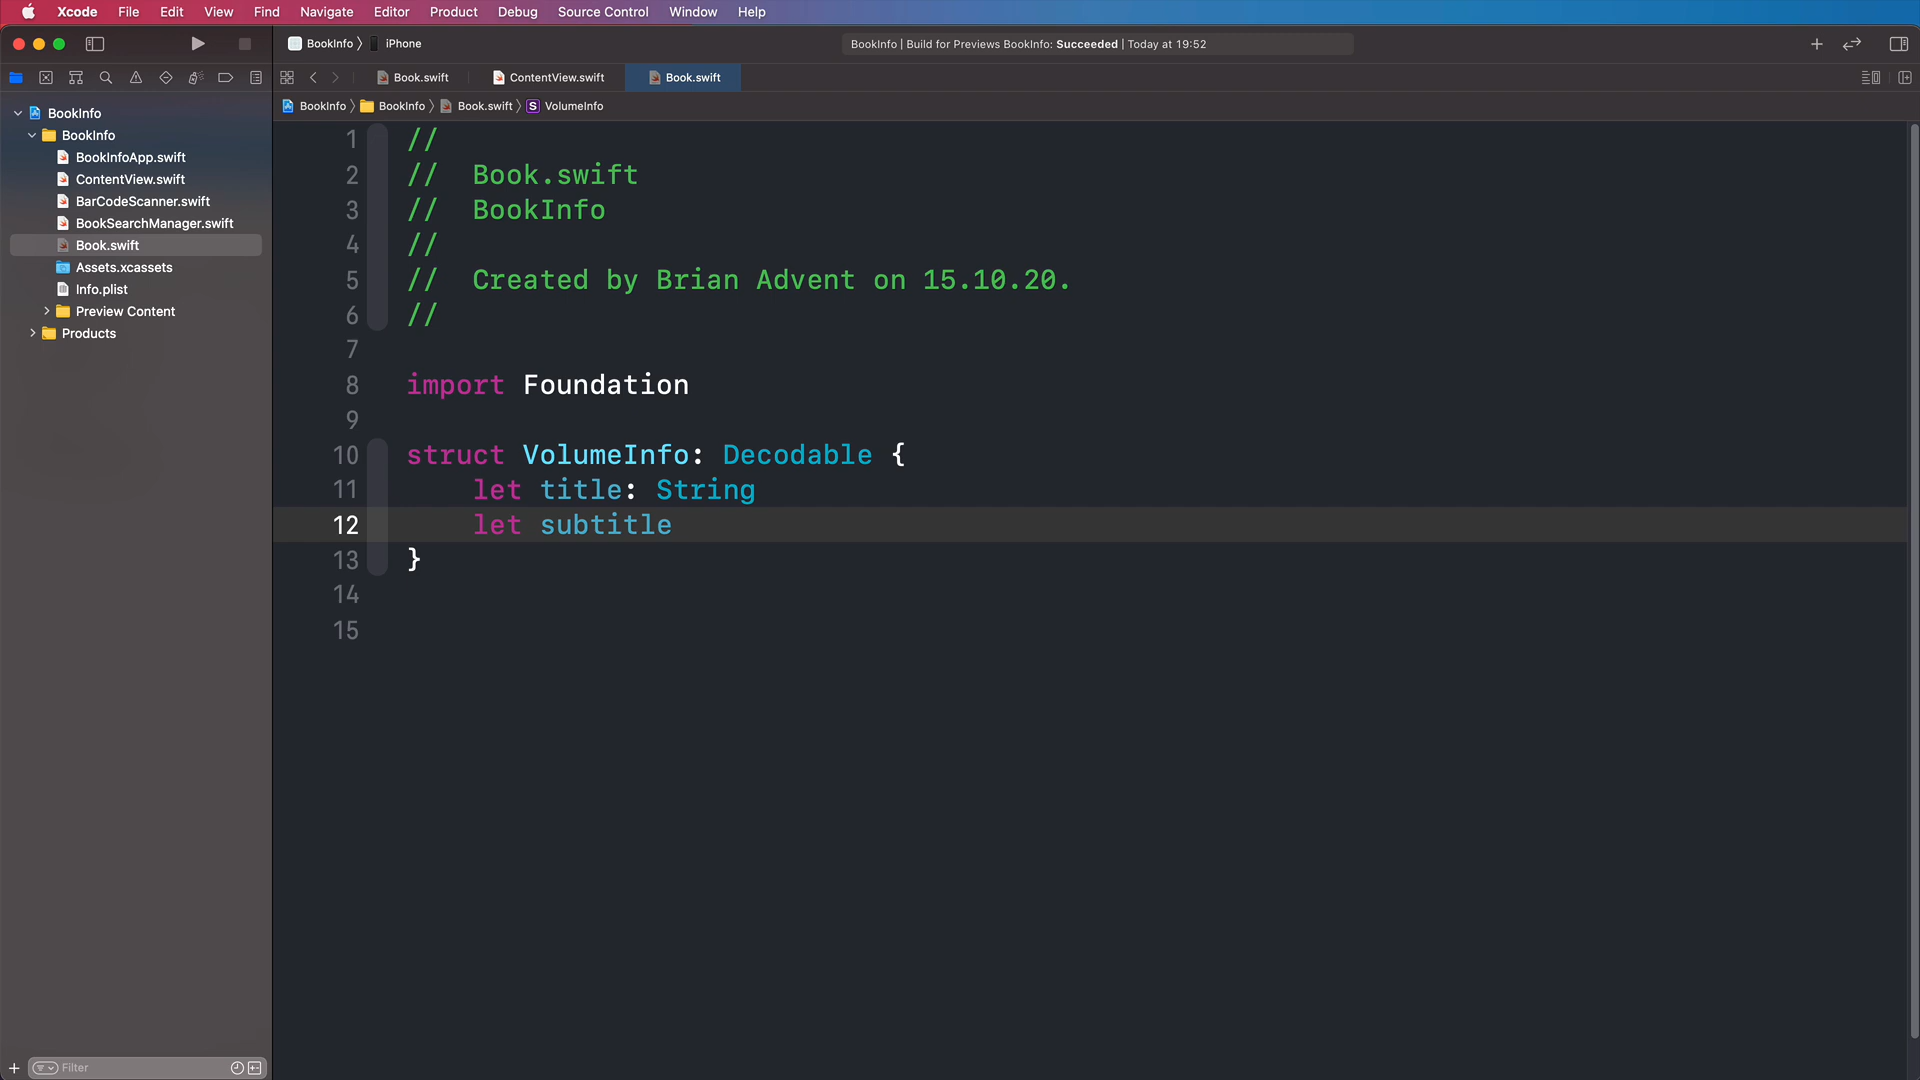 Xcode File Edit View Find Navigate Editor Product Debug Source Control Window Help
BookInfo iPhone
BookInfo | Build for Previews BookInfo: Succeeded | Today at 19:52
Book.swift ContentView.swift Book.swift
BookInfo BookInfo Book.swift S VolumeInfo
BookInfo
BookInfo
BookInfoApp.swift
ContentView.swift
BarCodeScanner.swift
BookSearchManager.swift
Book.swift
Assets.xcassets
Info.plist
Preview Content
Products
Filter
1 //
2 // Book.swift
3 // BookInfo
4 //
5 // Created by Brian Advent on 15.10.20.
6 //
7
8 import Foundation
9
10 struct VolumeInfo: Decodable {
11 let title: String
12 let subtitle
13 }
14
15